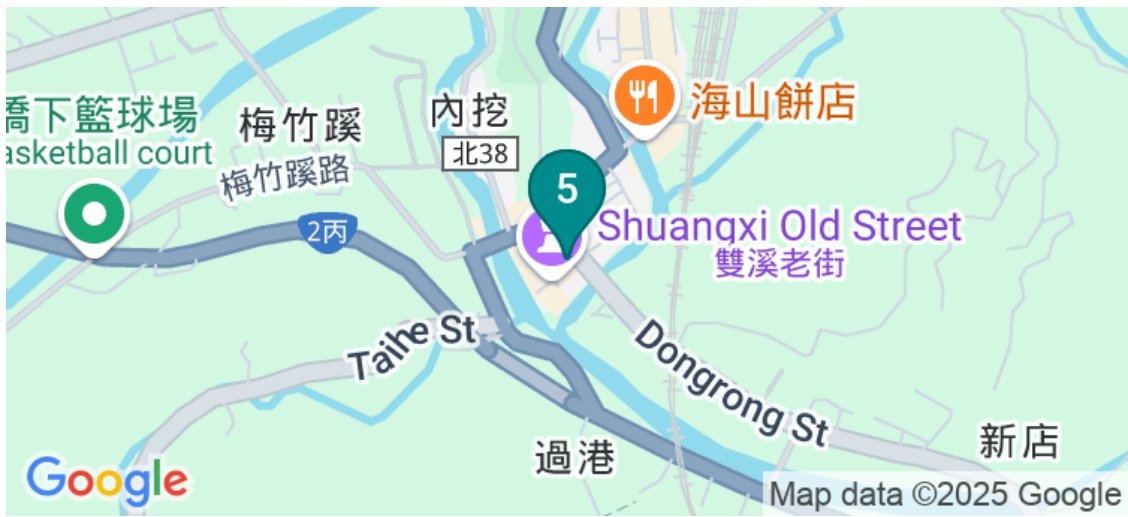 海山餅店
內挖
北38
橋下籃球場
asketball court
梅竹蹊
梅竹蹊路
5
Shuangxi Old Street
雙溪老街
2丙
Taihe St
Dongrong St
過港
新店
Google
Map data ©2025 Google